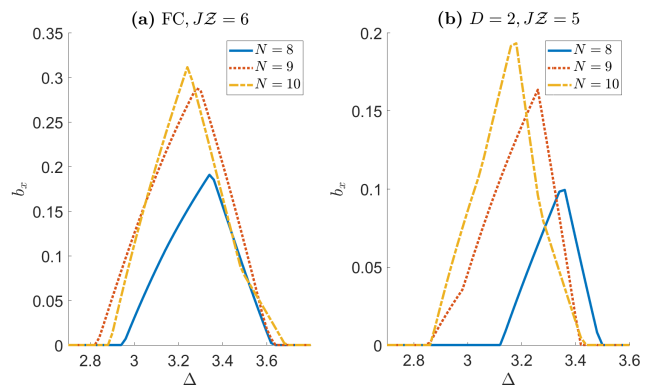 (a) FC, J𝒵 = 6
0.35
0.3
0.25
0.2
0.15
0.1
0.05
0
b_x
2.8 3 3.2 3.4 3.6
Δ
N = 8
N = 9
N = 10
(b) D = 2, J𝒵 = 5
0.2
0.15
0.1
0.05
0
b_x
2.8 3 3.2 3.4 3.6
Δ
N = 8
N = 9
N = 10